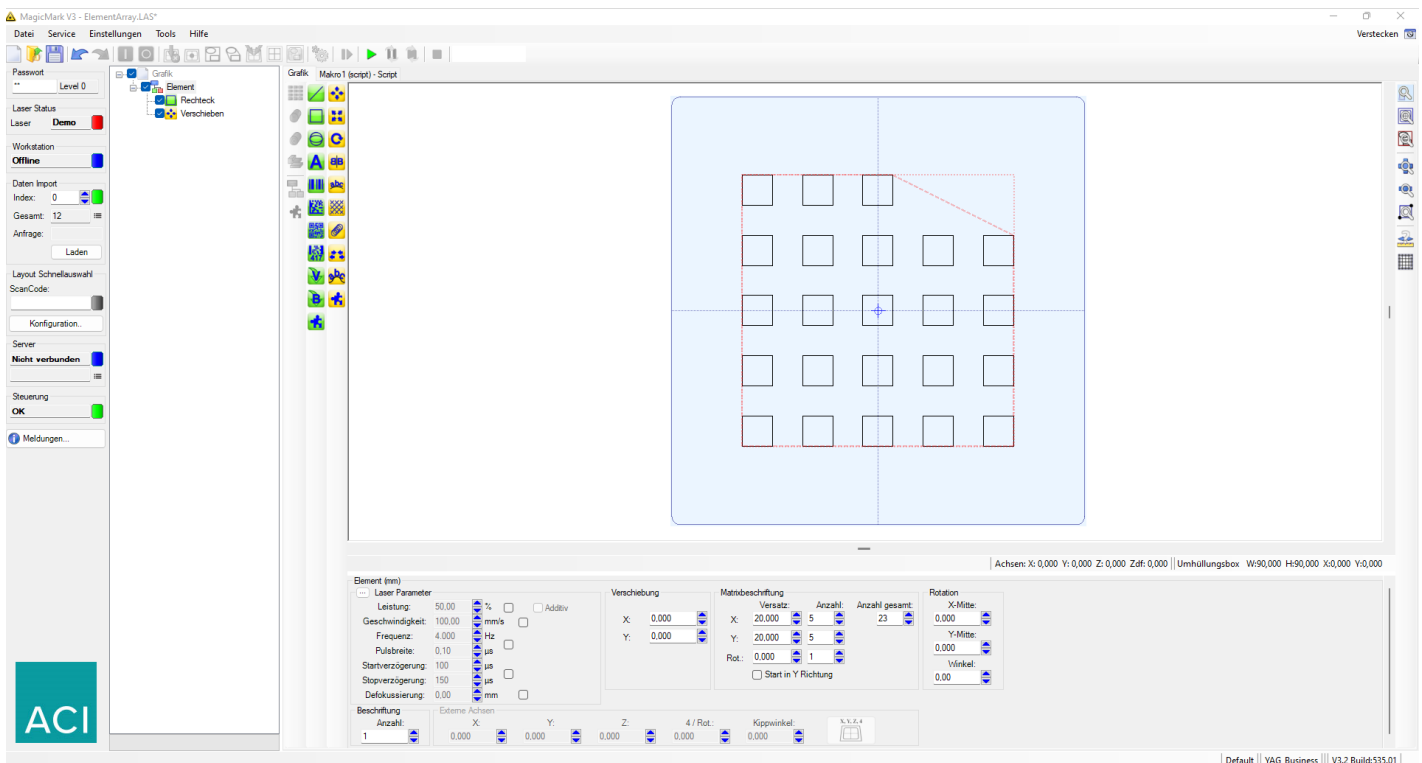 MagicMark V3 - ElementArray.LAS*
Datei Service Einstellungen Tools Hilfe
Verstecken
Passwort
** Level 0
Laser Status
Laser Demo
Workstation
Offline
Daten Import
Index: 0
Gesamt: 12
Anfrage:
Laden
Layout Schnellauswahl
ScanCode:
Konfiguration..
Server
Nicht verbunden
Steuerung
OK
Meldungen...
ACI
Grafik
Element
Rechteck
Verschieben
Grafik Makro1 (script) - Script
Achsen: X: 0,000 Y: 0,000 Z: 0,000 Zdf: 0,000 Umhüllungsbox W:90,000 H:90,000 X:0,000 Y:0,000
Element (mm)
... Laser Parameter
Leistung: 50,00 % Additiv
Geschwindigkeit: 100,00 mm/s
Frequenz: 4.000 Hz
Pulsbreite: 0,10 µs
Startverzögerung: 100 µs
Stopverzögerung: 150 µs
Defokussierung: 0,00 mm
Verschiebung
X: 0,000
Y: 0,000
Matrixbeschriftung
Versatz: Anzahl: Anzahl gesamt:
X: 20,000 5 23
Y: 20,000 5
Rot.: 0,000 1
Start in Y Richtung
Rotation
X-Mitte:
0,000
Y-Mitte:
0,000
Winkel:
0,00
Beschriftung
Anzahl:
1
Externe Achsen
X: Y: Z: 4 / Rot.: Kippwinkel:
0,000 0,000 0,000 0,000 0,000
X, Y, Z, 4
Default YAG_Business V3.2 Build:535.01